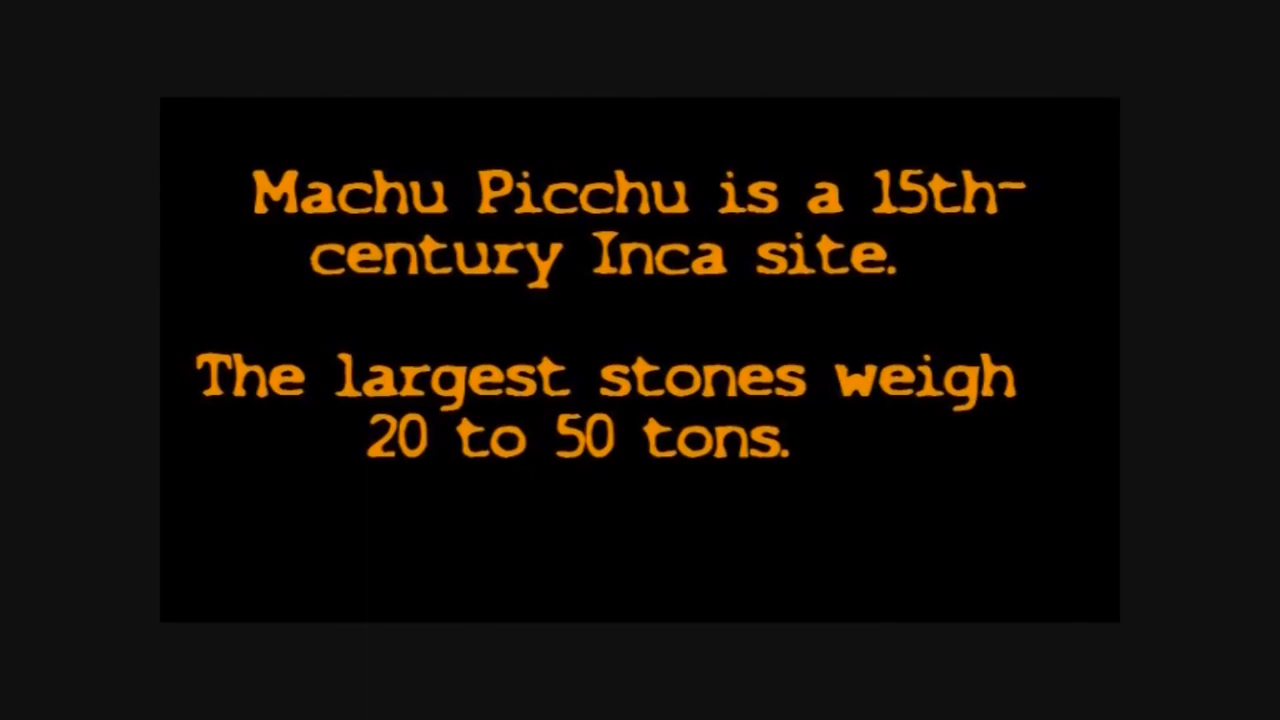 Machu Picchu is a 15th-
century Inca site.
The largest stones weigh
20 to 50 tons.